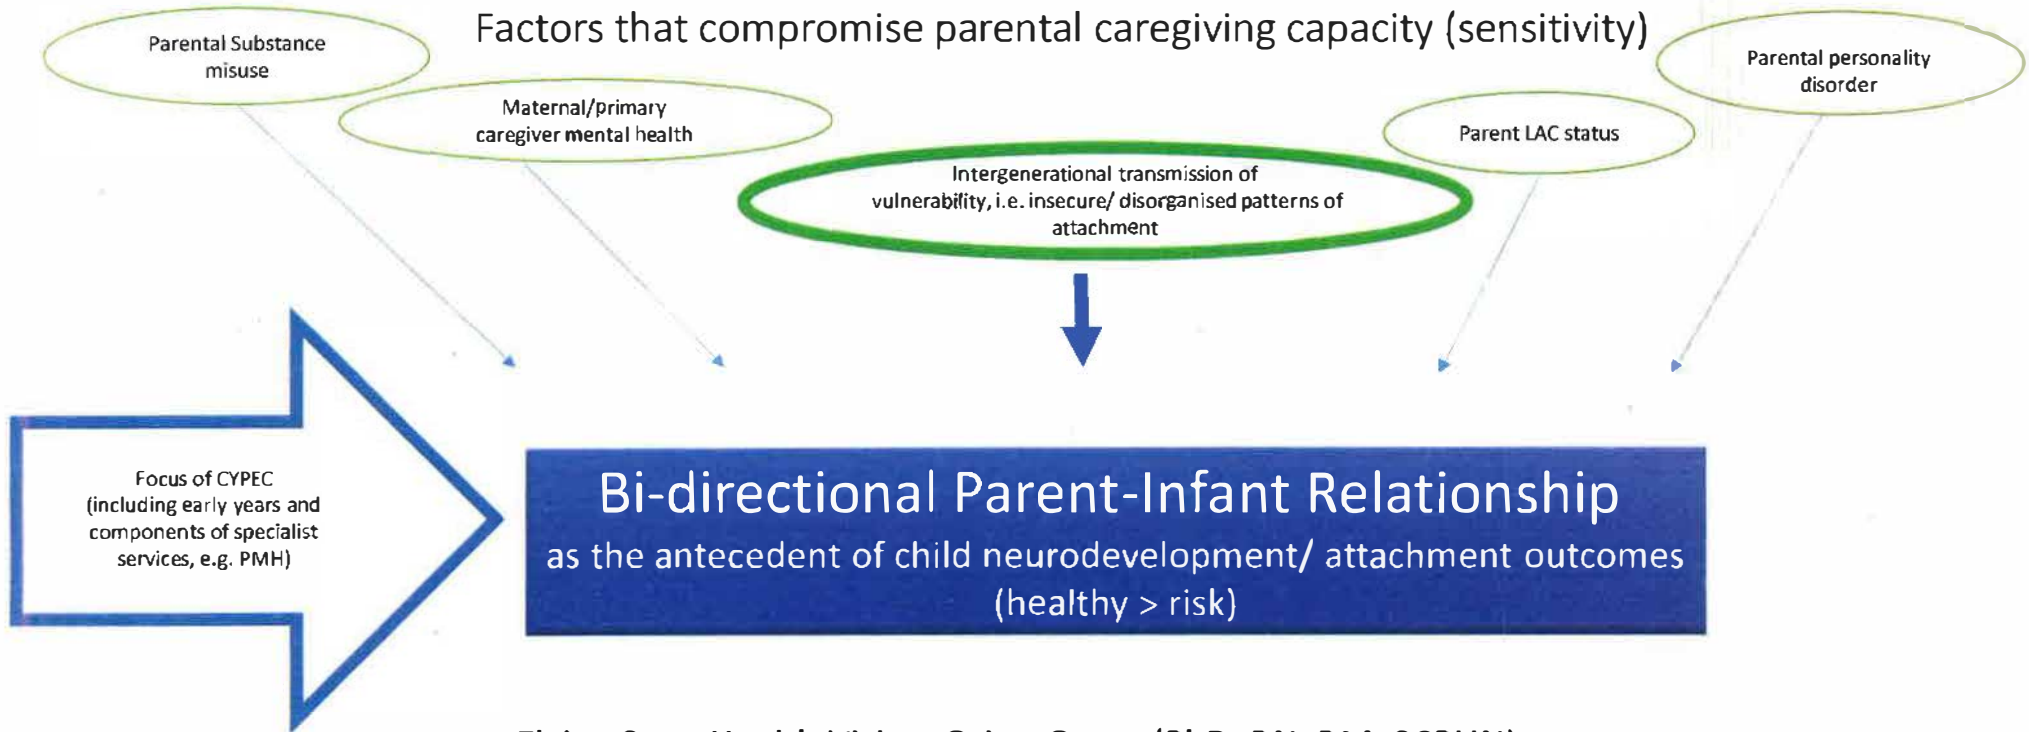 Factors that compromise parental caregiving capacity (sensitivity)
Parental Substance
misuse
Maternal/primary
caregiver mental health
Intergenerational transmission of
vulnerability, i.e. insecure/ disorganised patterns of
attachment
Parent LAC status
Parental personality
disorder
Focus of CYPEC
(including early years and
components of specialist
services, e.g. PMH)
Bi-directional Parent-Infant Relationship
as the antecedent of child neurodevelopment/ attachment outcomes
(healthy > risk)